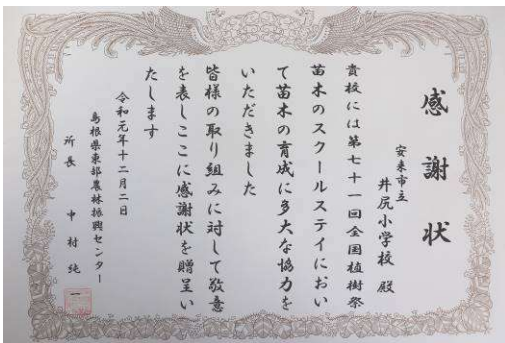 感謝状
安来市立
井尻小学校 殿
貴校には第七十一回全国植樹祭
苗木のスクールステイにおい
て苗木の育成に多大な協力を
いただきました
皆様の取り組みに対して敬意
を表しここに感謝状を贈呈い
たします
令和元年十二月二日
島根県東部農林振興センター
所長 中村 純